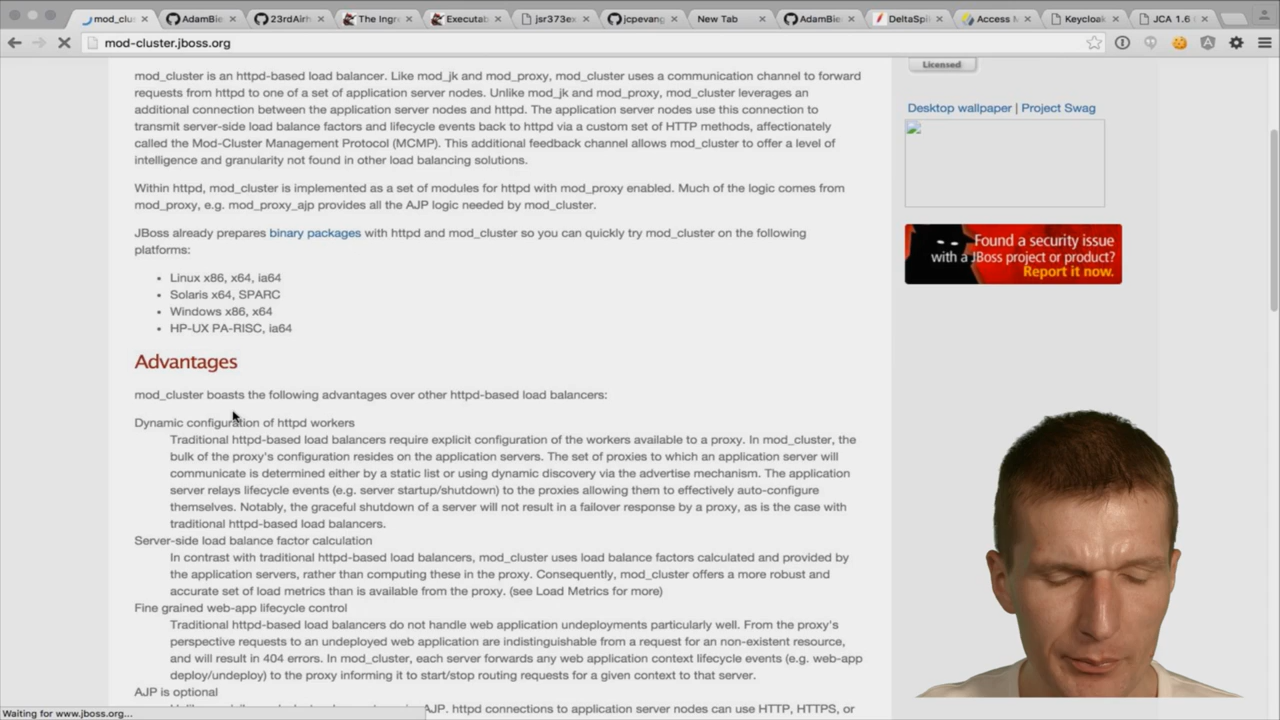 mod_clus
AdamBie
23rdAirh
The Ingre
Executab
jsr373ex
jcpevang
New Tab
AdamBie
DeltaSpi
Access M
Keycloak
JCA 1.6
mod-cluster.jboss.org
mod_cluster is an httpd-based load balancer. Like mod_jk and mod_proxy, mod_cluster uses a communication channel to forward
requests from httpd to one of a set of application server nodes. Unlike mod_jk and mod_proxy, mod_cluster leverages an
additional connection between the application server nodes and httpd. The application server nodes use this connection to
transmit server-side load balance factors and lifecycle events back to httpd via a custom set of HTTP methods, affectionately
called the Mod-Cluster Management Protocol (MCMP). This additional feedback channel allows mod_cluster to offer a level of
intelligence and granularity not found in other load balancing solutions.
Within httpd, mod_cluster is implemented as a set of modules for httpd with mod_proxy enabled. Much of the logic comes from
mod_proxy, e.g. mod_proxy_ajp provides all the AJP logic needed by mod_cluster.
JBoss already prepares binary packages with httpd and mod_cluster so you can quickly try mod_cluster on the following
platforms:
• Linux x86, x64, ia64
• Solaris x64, SPARC
• Windows x86, x64
• HP-UX PA-RISC, ia64
Advantages
mod_cluster boasts the following advantages over other httpd-based load balancers:
Dynamic configuration of httpd workers
Traditional httpd-based load balancers require explicit configuration of the workers available to a proxy. In mod_cluster, the
bulk of the proxy's configuration resides on the application servers. The set of proxies to which an application server will
communicate is determined either by a static list or using dynamic discovery via the advertise mechanism. The application
server relays lifecycle events (e.g. server startup/shutdown) to the proxies allowing them to effectively auto-configure
themselves. Notably, the graceful shutdown of a server will not result in a failover response by a proxy, as is the case with
traditional httpd-based load balancers.
Server-side load balance factor calculation
In contrast with traditional httpd-based load balancers, mod_cluster uses load balance factors calculated and provided by
the application servers, rather than computing these in the proxy. Consequently, mod_cluster offers a more robust and
accurate set of load metrics than is available from the proxy. (see Load Metrics for more)
Fine grained web-app lifecycle control
Traditional httpd-based load balancers do not handle web application undeployments particularly well. From the proxy's
perspective requests to an undeployed web application are indistinguishable from a request for an non-existent resource,
and will result in 404 errors. In mod_cluster, each server forwards any web application context lifecycle events (e.g. web-app
deploy/undeploy) to the proxy informing it to start/stop routing requests for a given context to that server.
AJP is optional
AJP. httpd connections to application server nodes can use HTTP, HTTPS, or
Waiting for www.jboss.org...
Licensed
Desktop wallpaper | Project Swag
Found a security issue
with a JBoss project or product?
Report it now.